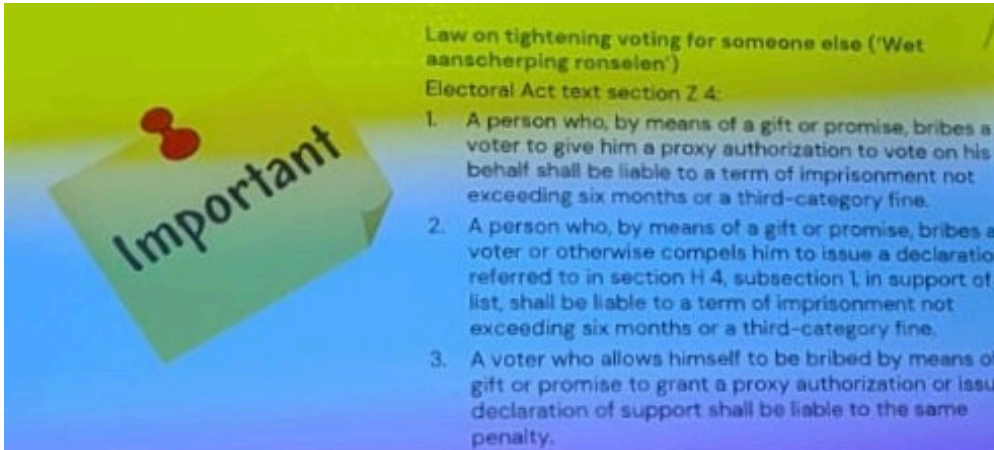 Important
Law on tightening voting for someone else ('Wet
aanscherping ronselen')
Electoral Act text section Z 4:
1. A person who, by means of a gift or promise, bribes a
voter to give him a proxy authorization to vote on his
behalf shall be liable to a term of imprisonment not
exceeding six months or a third-category fine.
2. A person who, by means of a gift or promise, bribes a
voter or otherwise compels him to issue a declaratio
referred to in section H 4, subsection 1, in support of
list, shall be liable to a term of imprisonment not
exceeding six months or a third-category fine.
3. A voter who allows himself to be bribed by means o
gift or promise to grant a proxy authorization or issu
declaration of support shall be liable to the same
penalty.